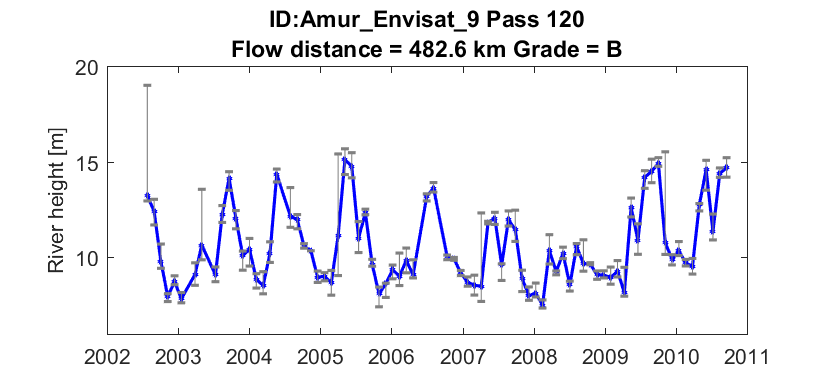 ID:Amur_Envisat_9 Pass 120
Flow distance = 482.6 km Grade = B
River height [m]
20
15
10
2002 2003 2004 2005 2006 2007 2008 2009 2010 2011